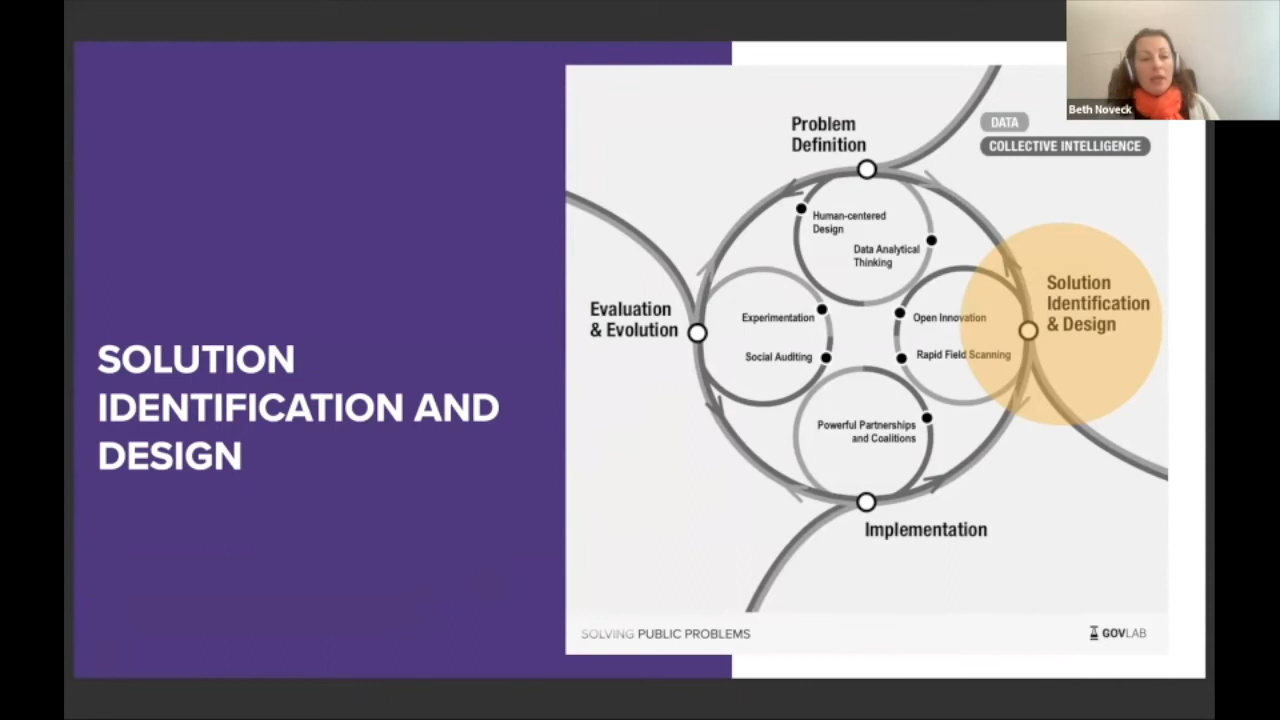 Beth Noveck
SOLUTION
IDENTIFICATION AND
DESIGN
DATA
COLLECTIVE INTELLIGENCE
Problem
Definition
Human-centered
Design
Data Analytical
Thinking
Solution
Identification
& Design
Open Innovation
Rapid Field Scanning
Evaluation
& Evolution
Experimentation
Social Auditing
Powerful Partnerships
and Coalitions
Implementation
SOLVING PUBLIC PROBLEMS
GOVLAB